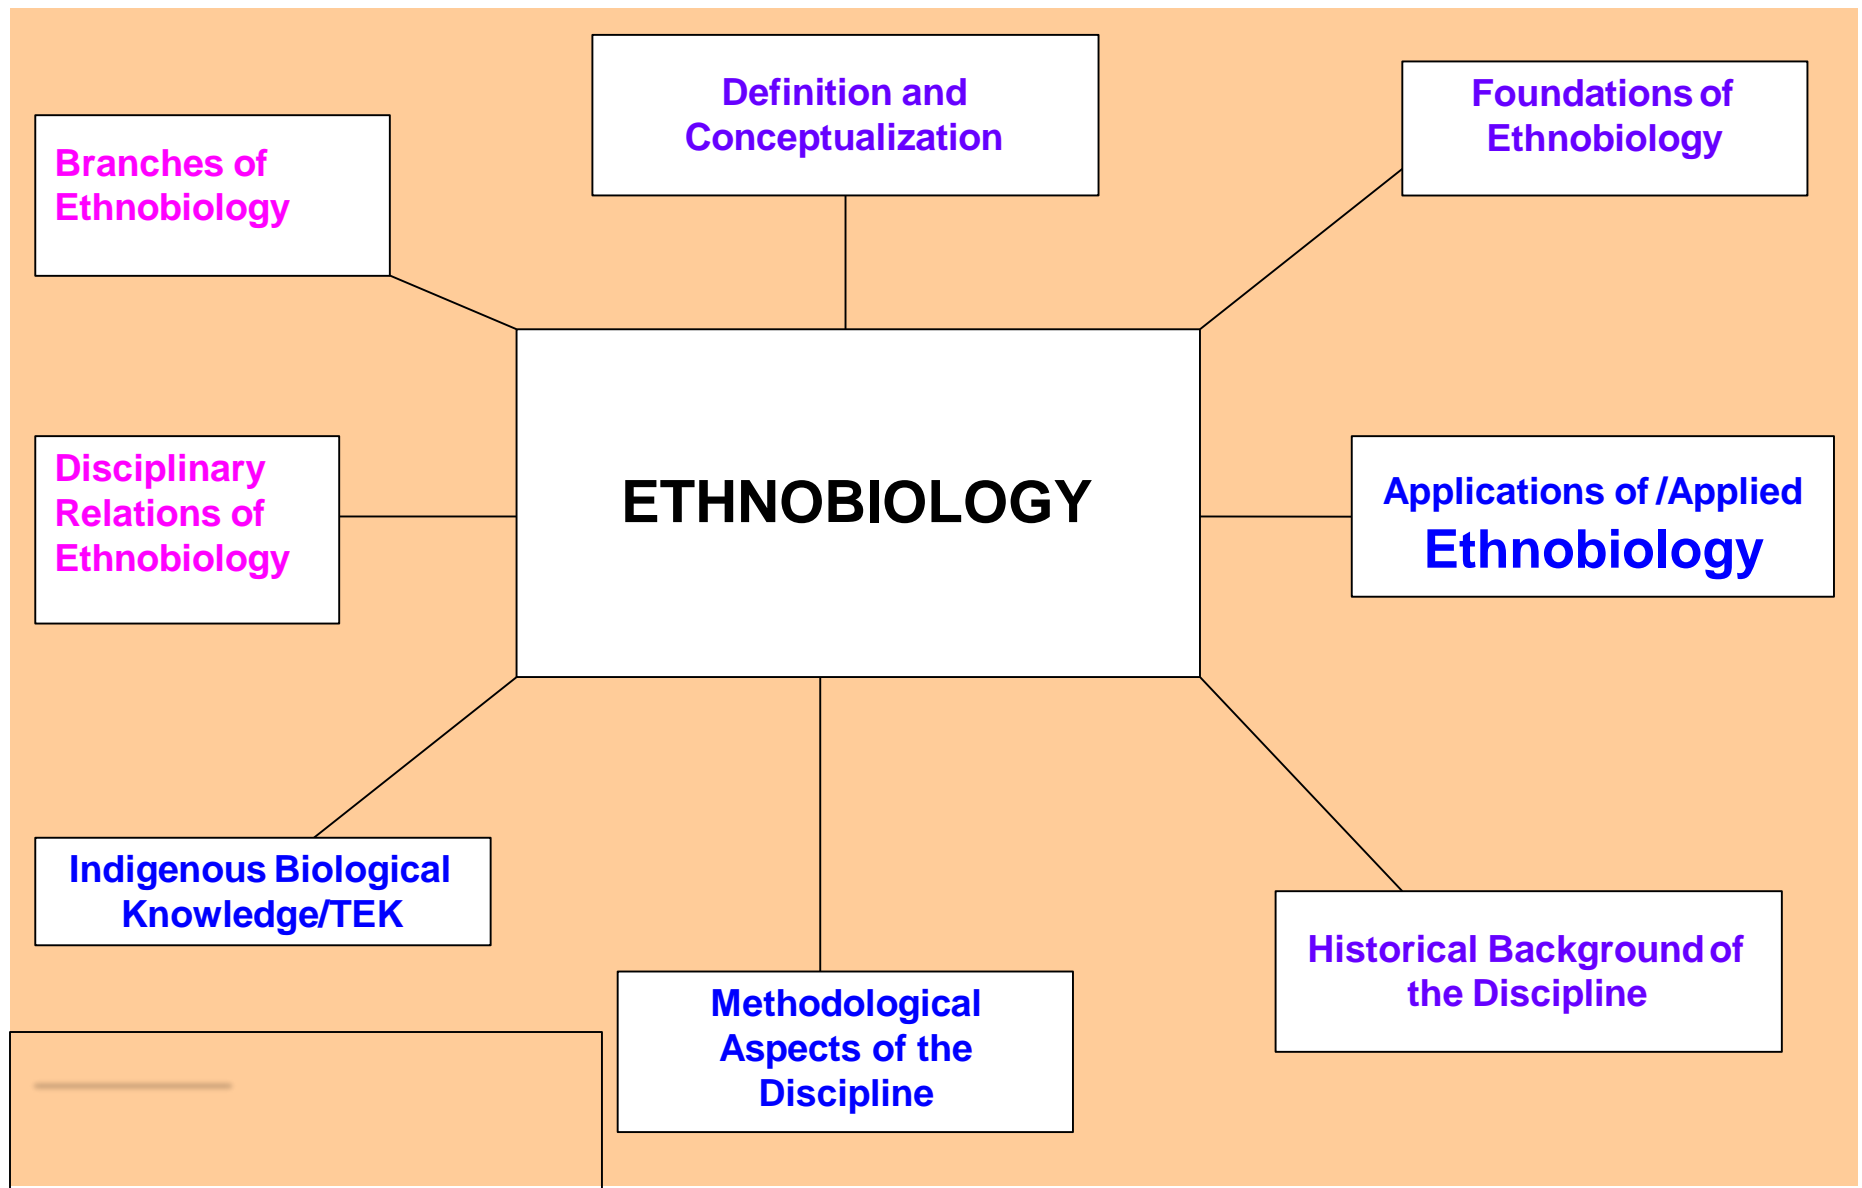 Definition and
Conceptualization
Foundations of
Ethnobiology
Branches of
Ethnobiology
Disciplinary
Relations of
Ethnobiology
ETHNOBIOLOGY
Applications of /Applied
Ethnobiology
Indigenous Biological
Knowledge/TEK
Methodological
Aspects of the
Discipline
Historical Background of
the Discipline